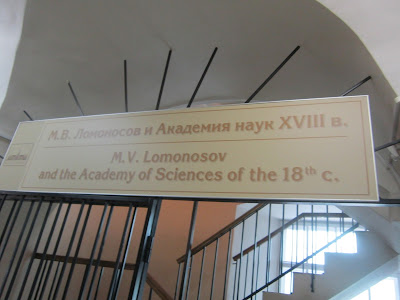 М.В. Ломоносов и Академия наук XVIII в.
M.V. Lomonosov
and the Academy of Sciences of the 18th c.